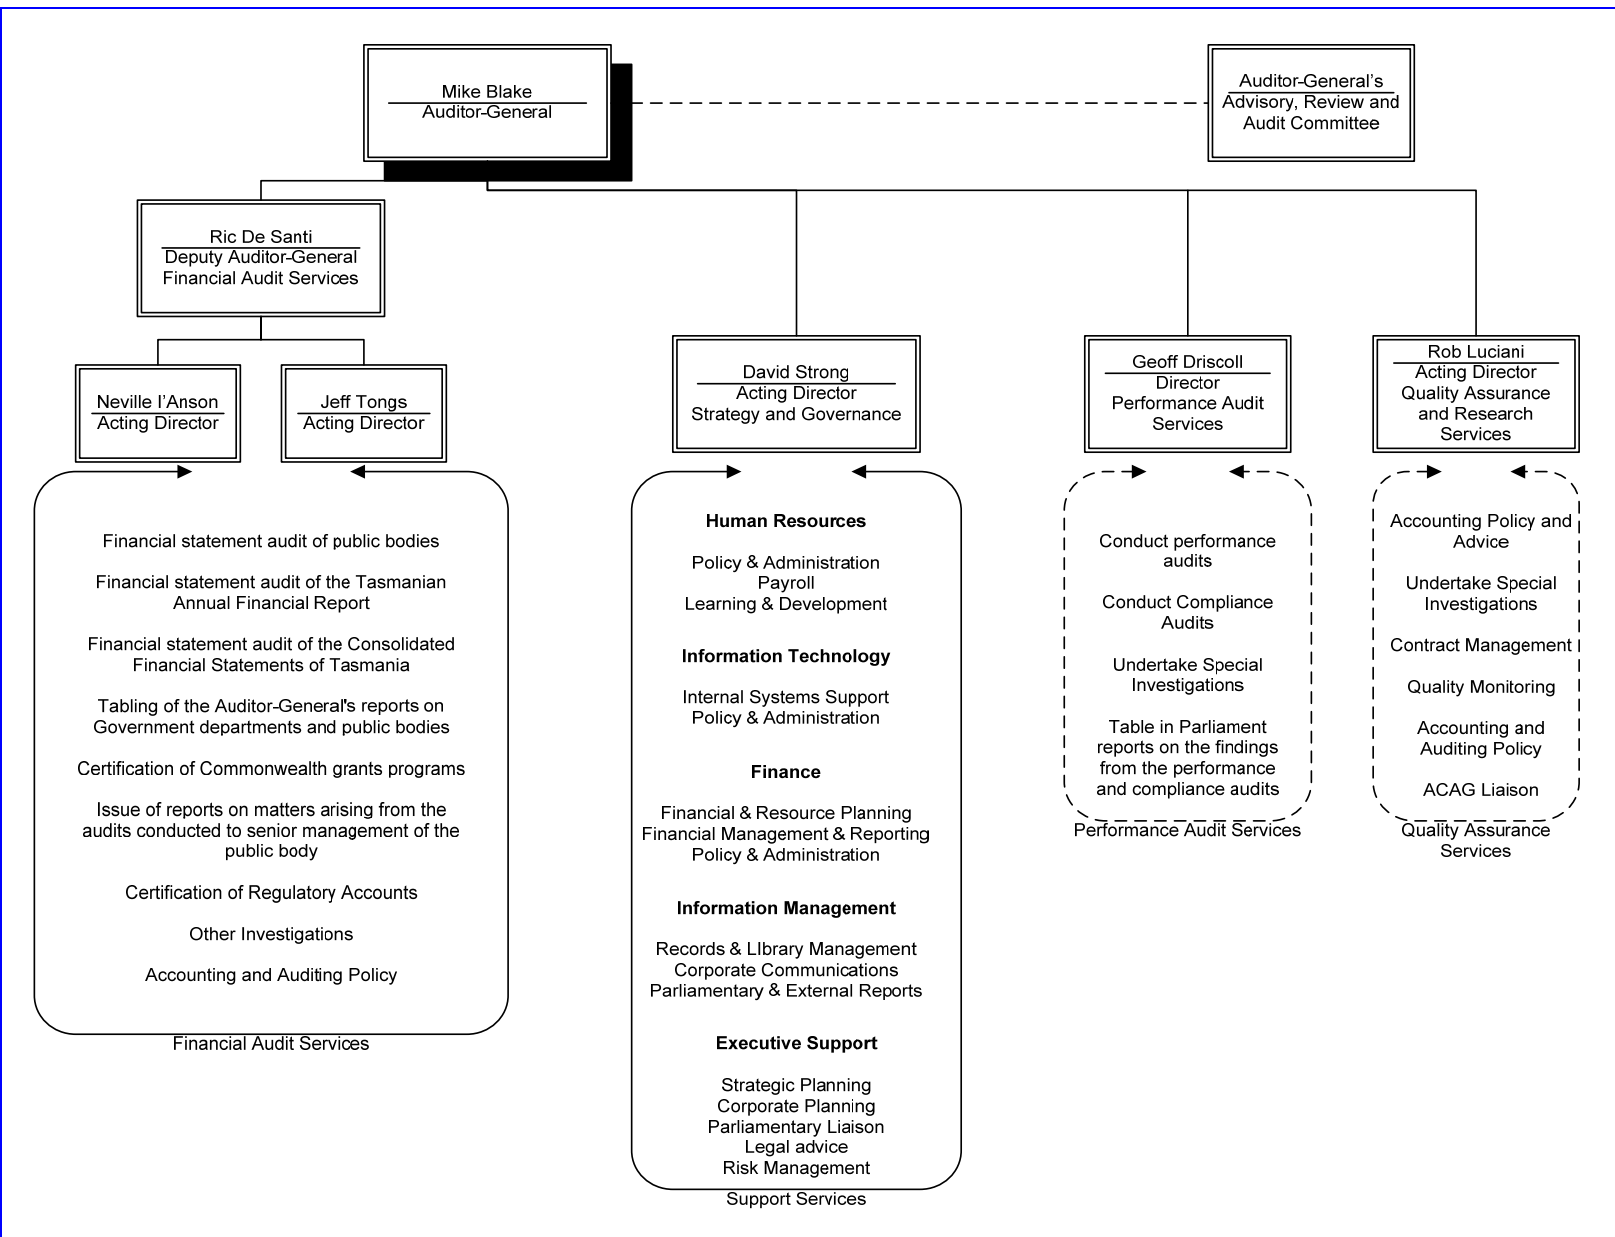 Mike Blake
Auditor-General
Auditor-General's
Advisory, Review and
Audit Committee
Ric De Santi
Deputy Auditor-General
Financial Audit Services
Neville I'Anson
Acting Director
Jeff Tongs
Acting Director
David Strong
Acting Director
Strategy and Governance
Geoff Driscoll
Director
Performance Audit
Services
Rob Luciani
Acting Director
Quality Assurance
and Research
Services
Financial statement audit of public bodies
Financial statement audit of the Tasmanian
Annual Financial Report
Financial statement audit of the Consolidated
Financial Statements of Tasmania
Tabling of the Auditor-General's reports on
Government departments and public bodies
Certification of Commonwealth grants programs
Issue of reports on matters arising from the
audits conducted to senior management of the
public body
Certification of Regulatory Accounts
Other Investigations
Accounting and Auditing Policy
Financial Audit Services
Human Resources
Policy & Administration
Payroll
Learning & Development
Information Technology
Internal Systems Support
Policy & Administration
Finance
Financial & Resource Planning
Financial Management & Reporting
Policy & Administration
Information Management
Records & LIbrary Management
Corporate Communications
Parliamentary & External Reports
Executive Support
Strategic Planning
Corporate Planning
Parliamentary Liaison
Legal advice
Risk Management
Support Services
Conduct performance
audits
Conduct Compliance
Audits
Undertake Special
Investigations
Table in Parliament
reports on the findings
from the performance
and compliance audits
Performance Audit Services
Accounting Policy and
Advice
Undertake Special
Investigations
Contract Management
Quality Monitoring
Accounting and
Auditing Policy
ACAG Liaison
Quality Assurance
Services